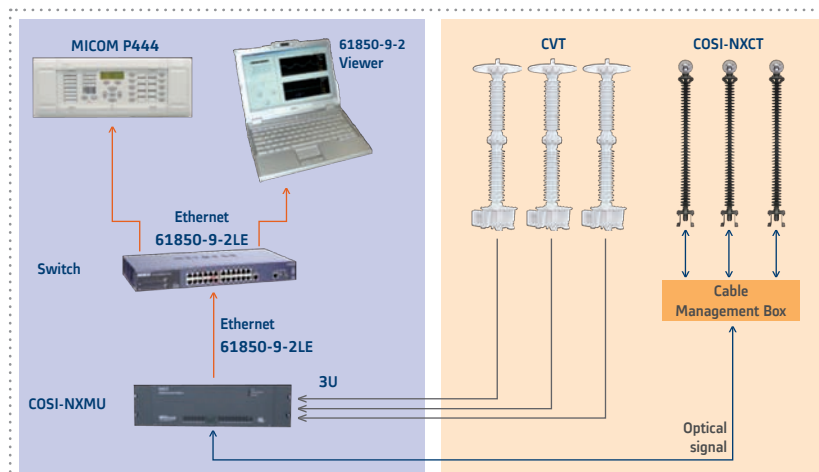 MICOM P444
61850-9-2
Viewer
CVT
COSI-NXCT
Ethernet
61850-9-2LE
Switch
Cable
Management Box
Ethernet
61850-9-2LE
3U
COSI-NXMU
Optical
signal